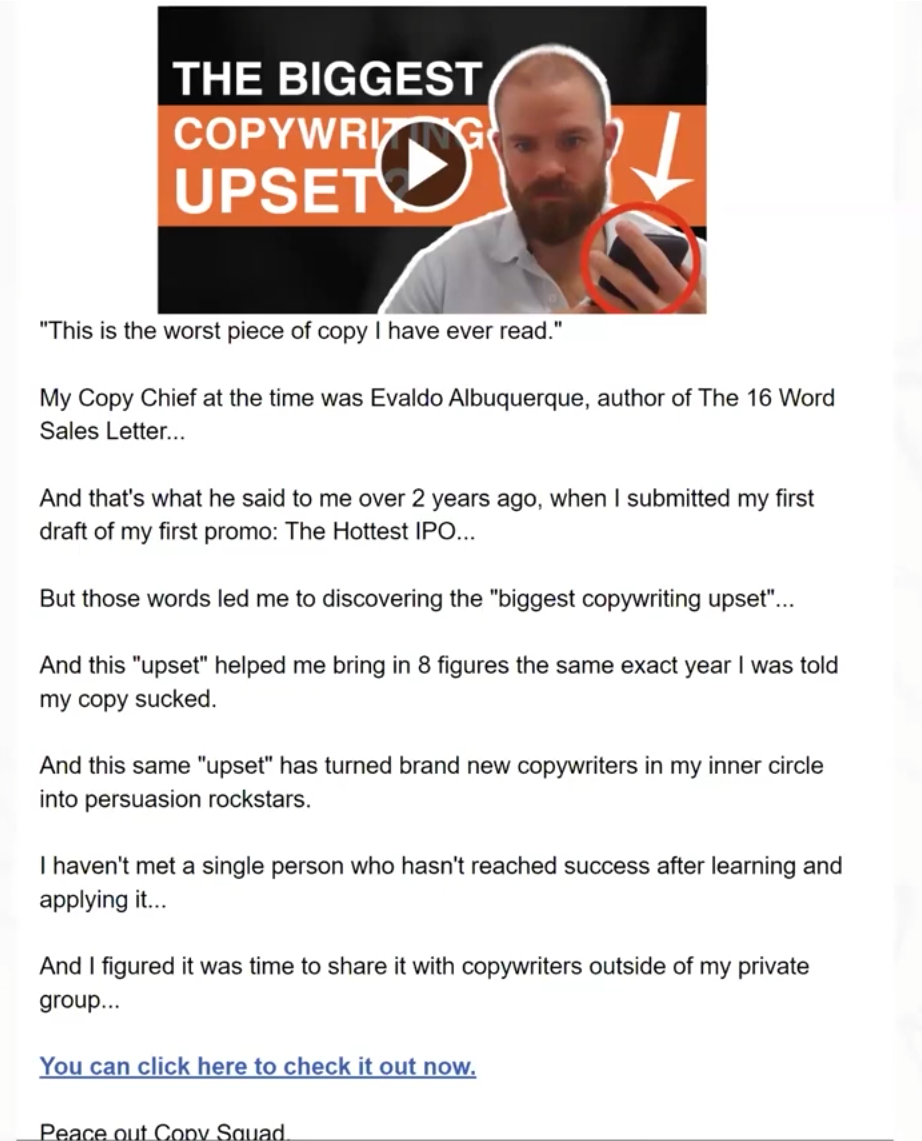 THE BIGGEST
COPYWRITING
UPSET?
"This is the worst piece of copy I have ever read."
My Copy Chief at the time was Evaldo Albuquerque, author of The 16 Word
Sales Letter...
And that's what he said to me over 2 years ago, when I submitted my first
draft of my first promo: The Hottest IPO...
But those words led me to discovering the "biggest copywriting upset"...
And this "upset" helped me bring in 8 figures the same exact year I was told
my copy sucked.
And this same "upset" has turned brand new copywriters in my inner circle
into persuasion rockstars.
I haven't met a single person who hasn't reached success after learning and
applying it...
And I figured it was time to share it with copywriters outside of my private
group...
You can click here to check it out now.
Peace out Copy Squad.